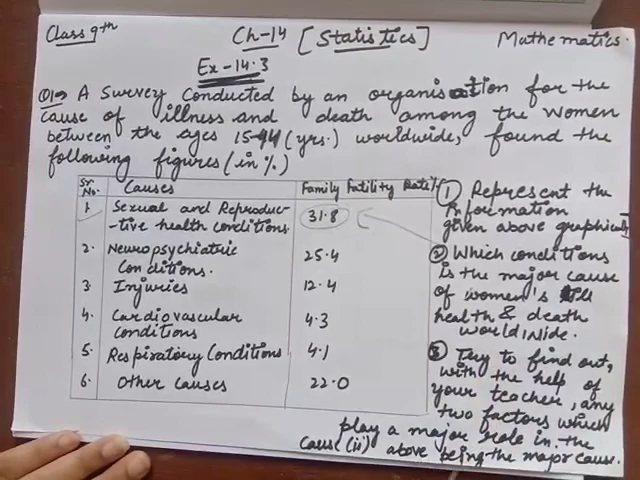 Class 9th
Ch-14 [Statistics]
Mathematics.
Ex-14.3
Q1 → A Survey Conducted by an organisation for the
cause of illness and death among the women
between the ages 15-44 (yrs.) worldwide, found the
following figures (in %)
Sr. No. Causes Family Fatility Rate %
1. Sexual and Reproduc-
-tive health conditions. 31.8
2. Neuropsychiatric 25.4
Conditions.
3. Injuries 12.4
4. Cardiovascular 4.3
conditions
5. Respiratory Conditions 4.1
6. Other causes 22.0
① Represent the
information
given above graphically
② Which conditions
is the major cause
of women's ill
health & death
worldwide.
③ Try to find out,
with the help of
your teacher, any
two factors which
play a major role in the
cause (ii) above being the major cause.